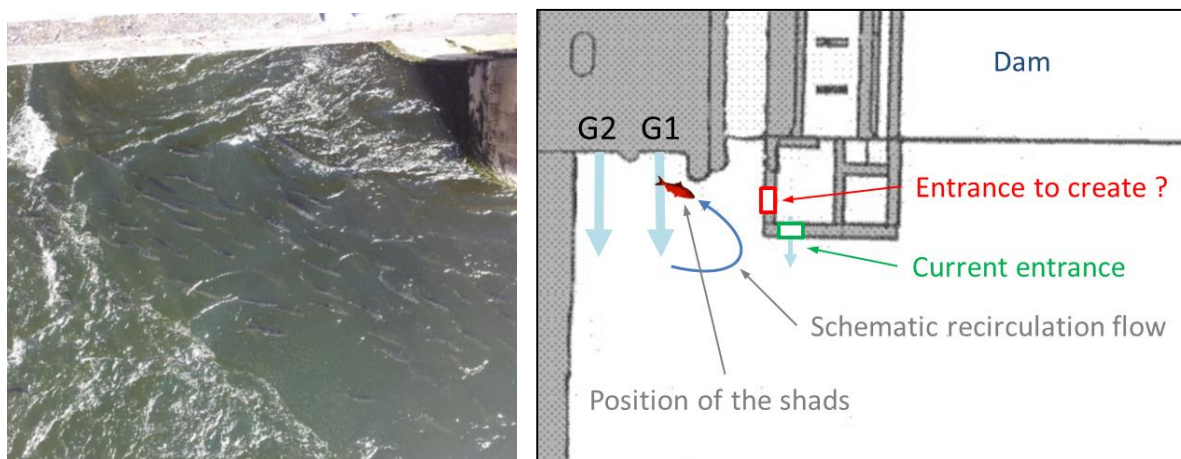 Dam
G2 G1
Entrance to create ?
Current entrance
Schematic recirculation flow
Position of the shads